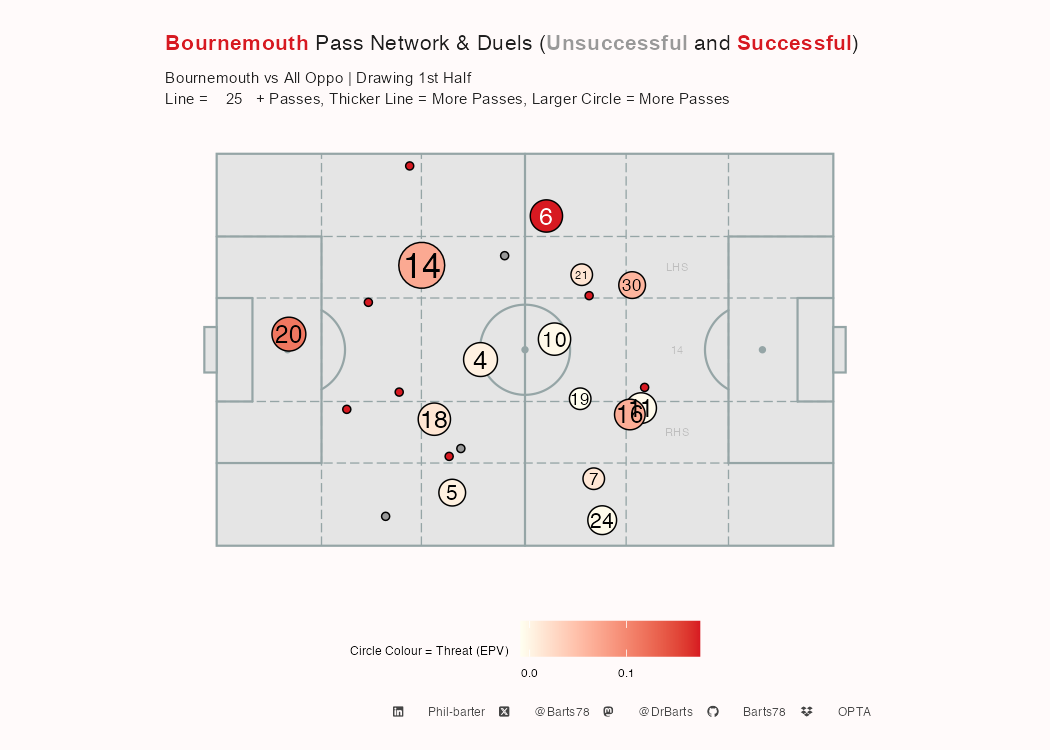 Bournemouth Pass Network & Duels (Unsuccessful and Successful)
Bournemouth vs All Oppo | Drawing 1st Half
Line = 25 + Passes, Thicker Line = More Passes, Larger Circle = More Passes
6
14
LHS
21
30
20
10
4
14
19
11
16
18
RHS
7
5
24
Circle Colour = Threat (EPV)
0.0 0.1
Phil-barter @Barts78 @DrBarts Barts78 OPTA